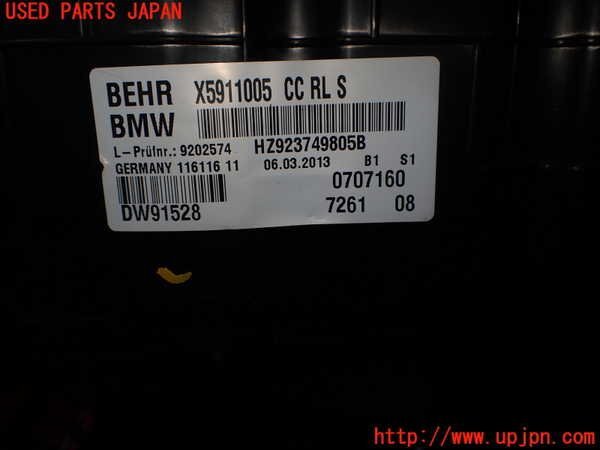 USED PARTS JAPAN
BEHR X5911005 CC RL S
BMW
L-Prüfnr.: 9202574 HZ923749805B
GERMANY 116116 11 06.03.2013 B1 S1
0707160
DW91528 7261 08
http://www.upjpn.com/